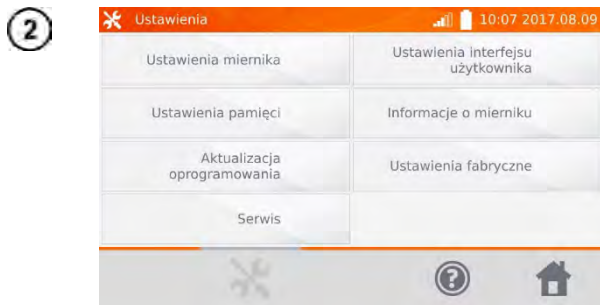 2
Ustawienia
10:07 2017.08.09
Ustawienia miernika
Ustawienia interfejsu
użytkownika
Ustawienia pamięci
Informacje o mierniku
Aktualizacja
oprogramowania
Ustawienia fabryczne
Serwis
?